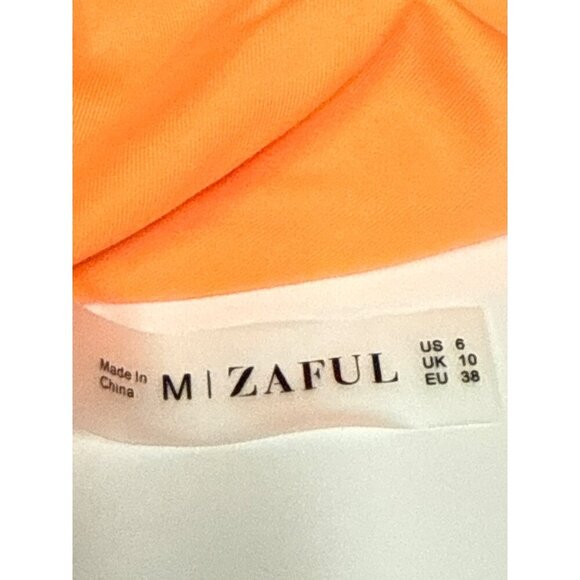 Made In
China
M | ZAFUL
US 6
UK 10
EU 38